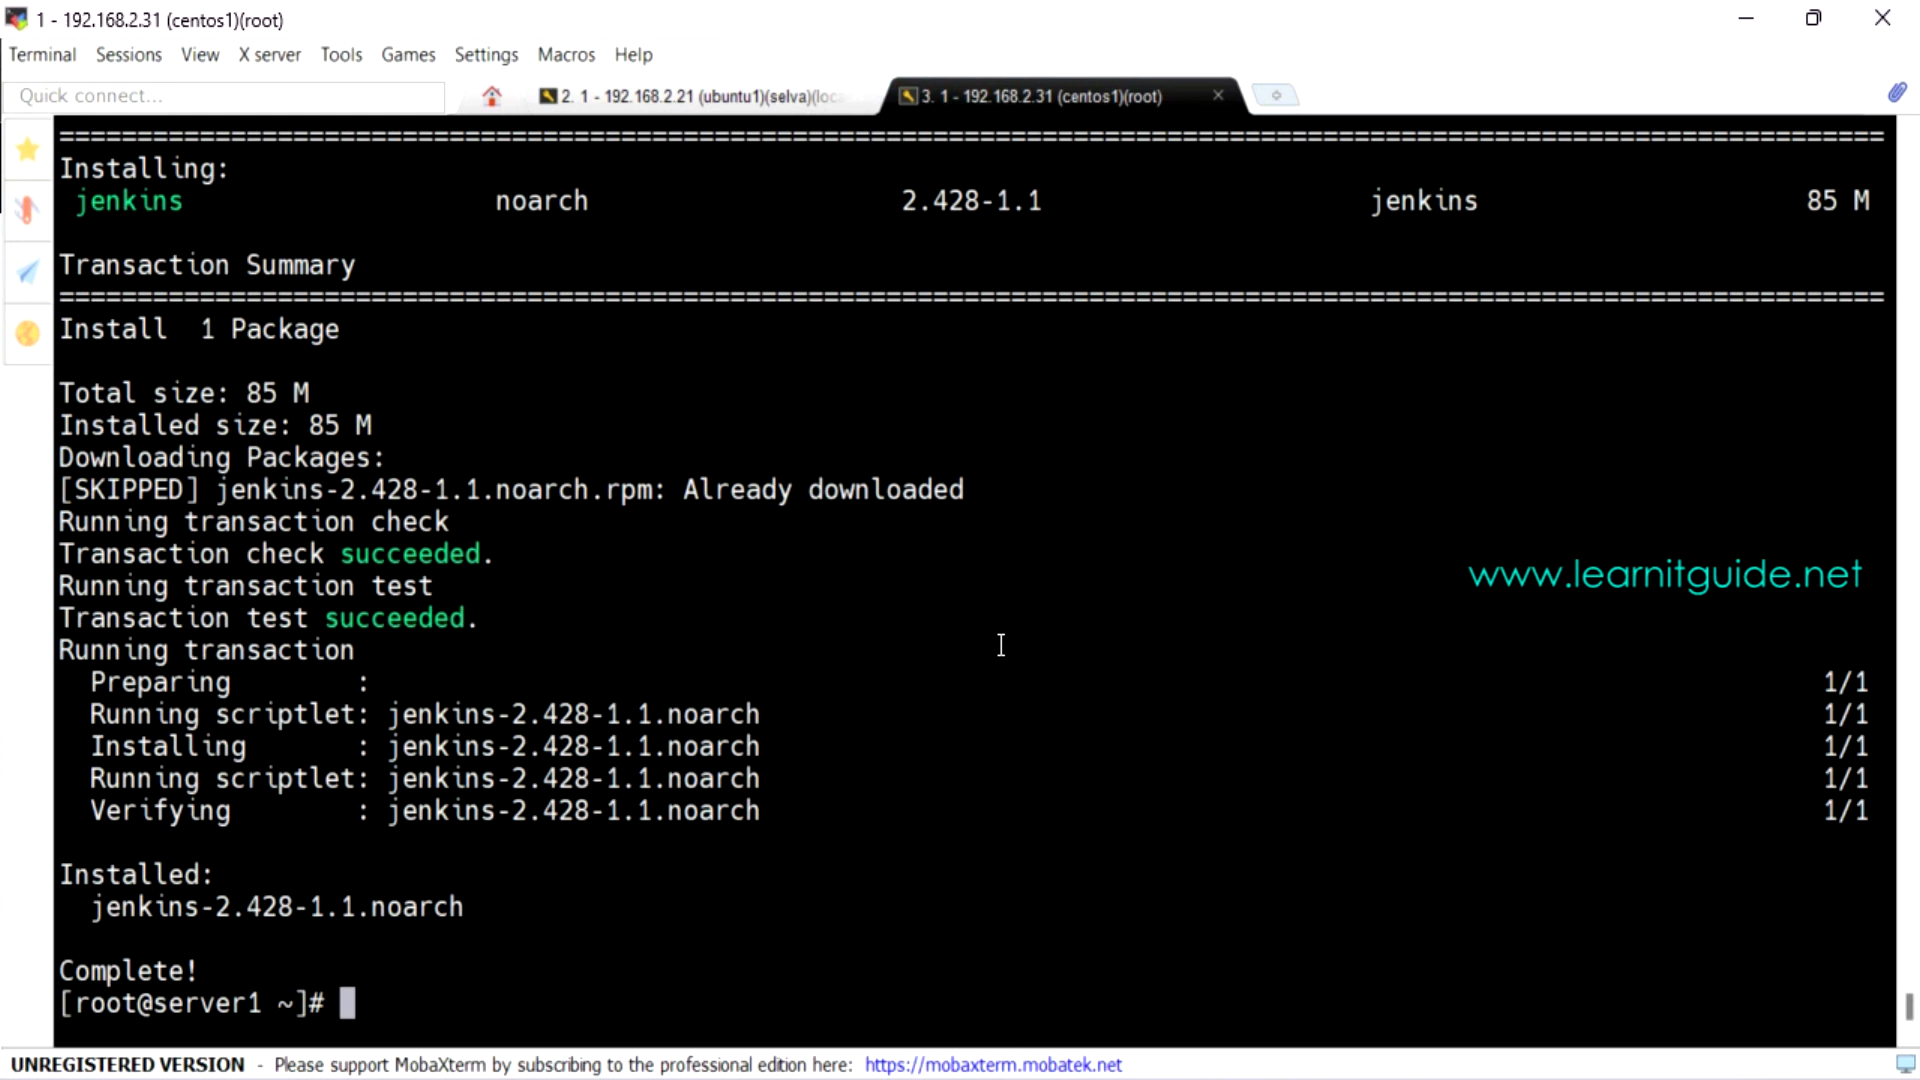 1 - 192.168.2.31 (centos1)(root)
Terminal Sessions View X server Tools Games Settings Macros Help
Quick connect... 2. 1 - 192.168.2.21 (ubuntu1)(selva)(loc 3. 1 - 192.168.2.31 (centos1)(root)
=====================================================================================================================
Installing:
jenkins noarch 2.428-1.1 jenkins 85 M
Transaction Summary
=====================================================================================================================
Install 1 Package
Total size: 85 M
Installed size: 85 M
Downloading Packages:
[SKIPPED] jenkins-2.428-1.1.noarch.rpm: Already downloaded
Running transaction check
Transaction check succeeded.
www.learnitguide.net
Running transaction test
Transaction test succeeded.
Running transaction
Preparing : 1/1
Running scriptlet: jenkins-2.428-1.1.noarch 1/1
Installing : jenkins-2.428-1.1.noarch 1/1
Running scriptlet: jenkins-2.428-1.1.noarch 1/1
Verifying : jenkins-2.428-1.1.noarch 1/1
Installed:
jenkins-2.428-1.1.noarch
Complete!
[root@server1 ~]#
UNREGISTERED VERSION - Please support MobaXterm by subscribing to the professional edition here: https://mobaxterm.mobatek.net